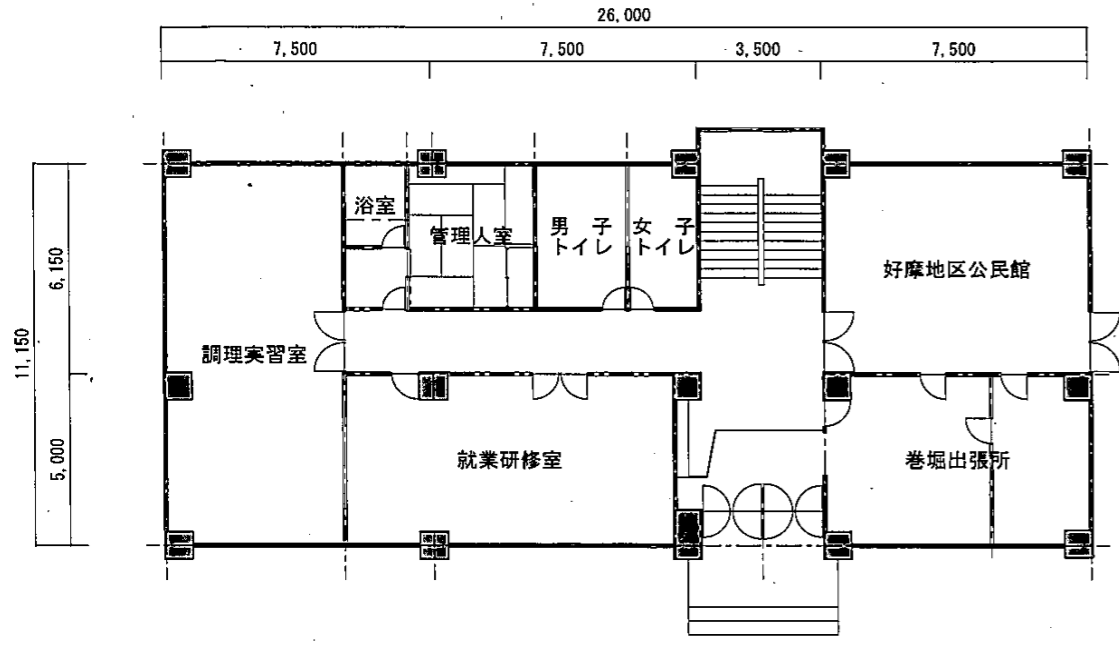 26,000
7,500
7,500
3,500
7,500
11,150
6,150
5,000
浴室
管理人室
男 子
トイレ
女 子
トイレ
好摩地区公民館
調理実習室
就業研修室
巻堀出張所